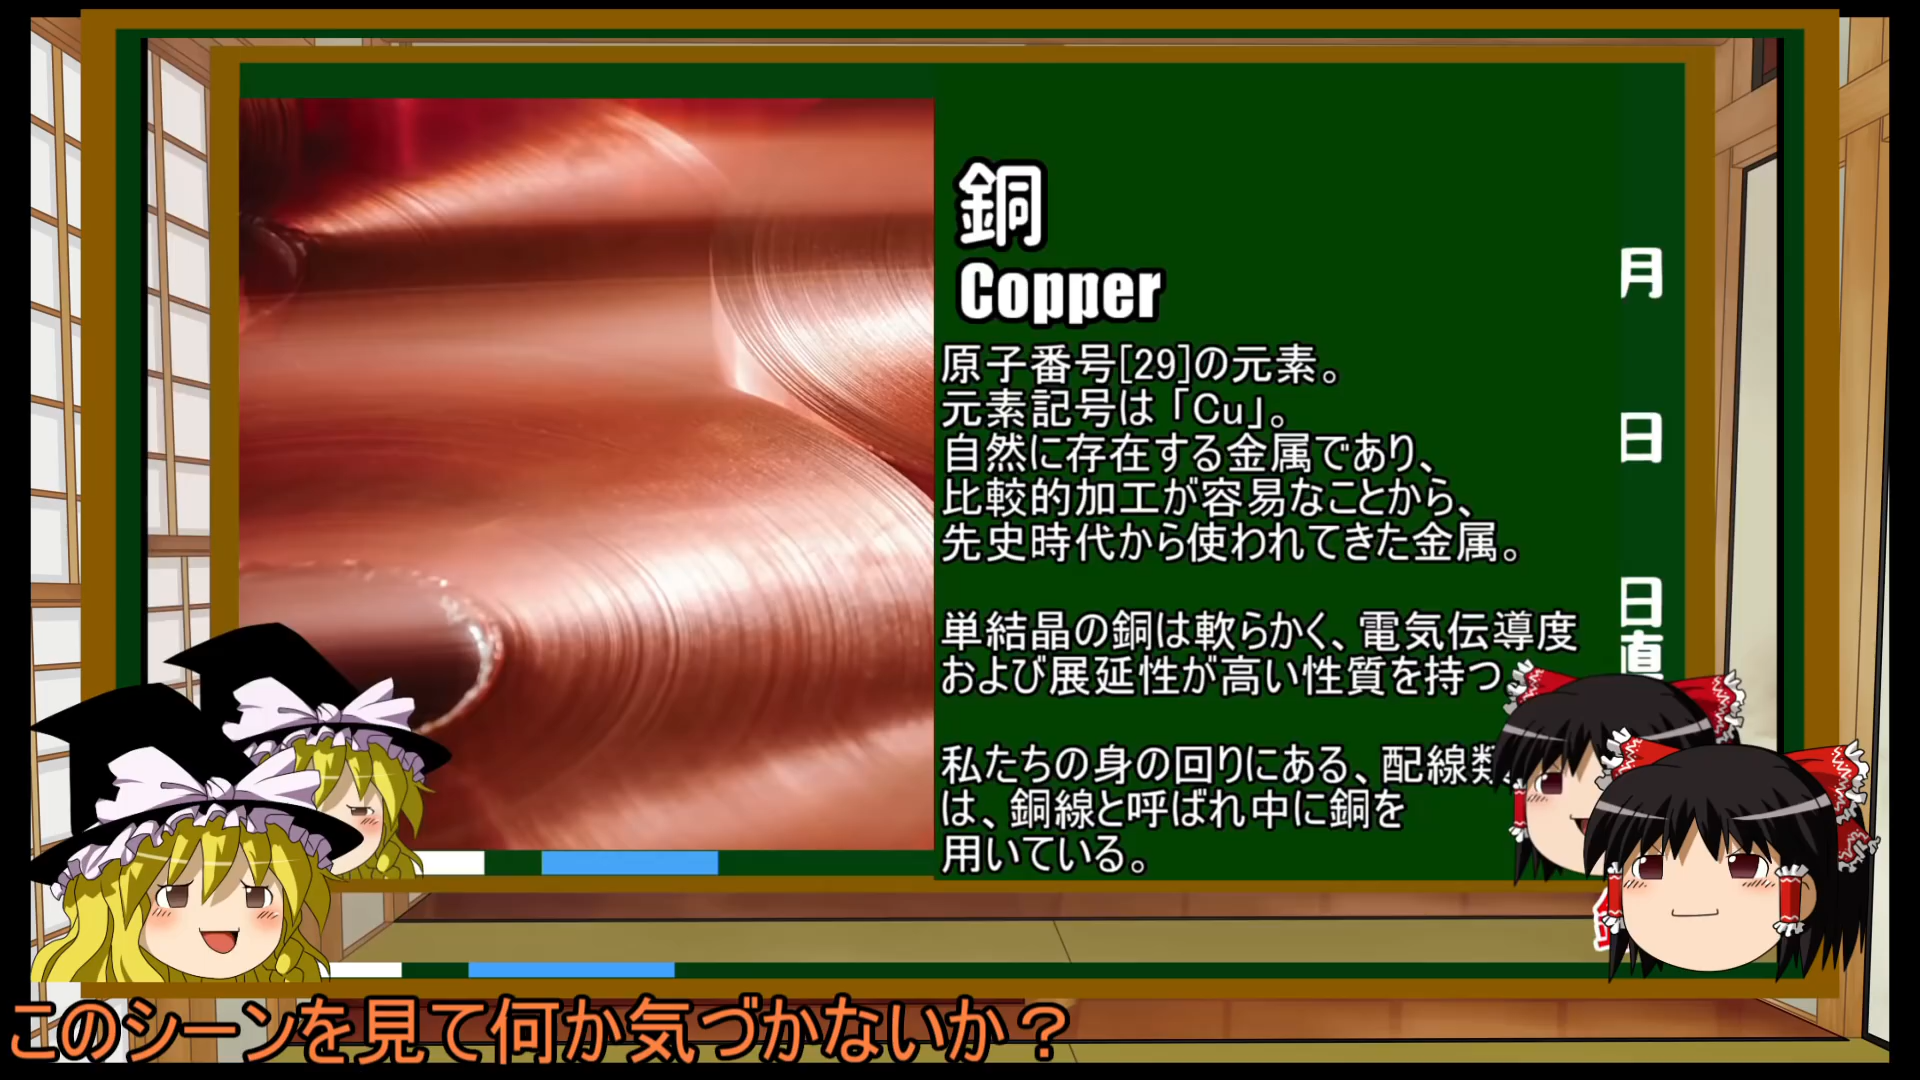 銅
Copper
原子番号[29]の元素。
元素記号は「Cu」。
自然に存在する金属であり、
比較的加工が容易なことから、
先史時代から使われてきた金属。
単結晶の銅は軟らかく、電気伝導度
および展延性が高い性質を持つ
私たちの身の回りにある、配線類
は、銅線と呼ばれ中に銅を
用いている。
月
日
日直
このシーンを見て何か気づかないか？